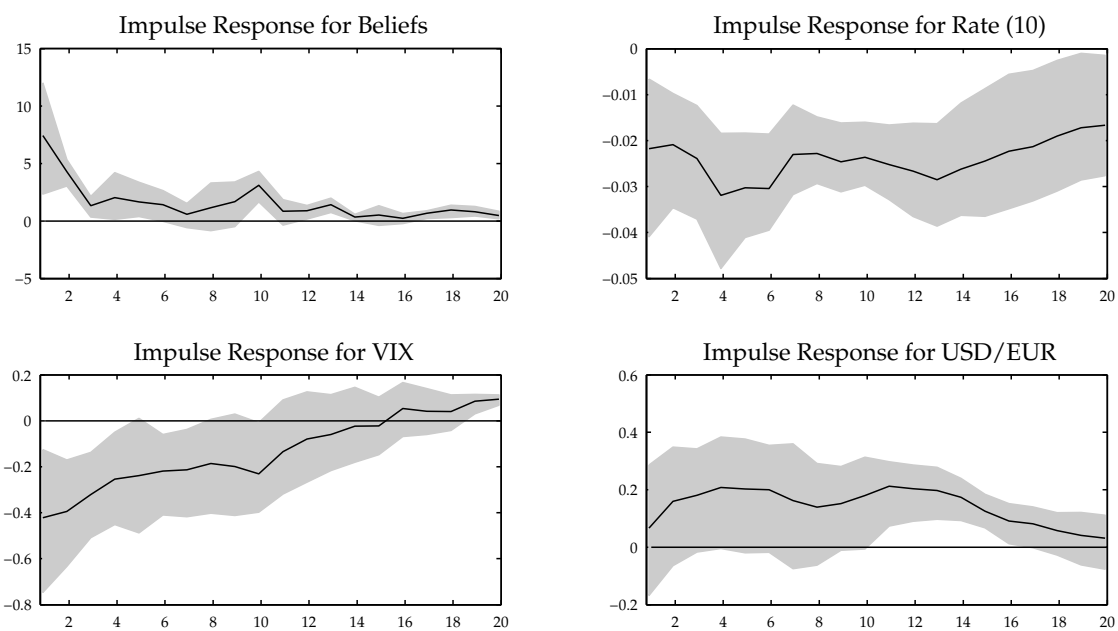 Impulse Response for Beliefs
15
10
5
0
−5
2 4 6 8 10 12 14 16 18 20
Impulse Response for Rate (10)
0
−0.01
−0.02
−0.03
−0.04
−0.05
2 4 6 8 10 12 14 16 18 20
Impulse Response for VIX
0.2
0
−0.2
−0.4
−0.6
−0.8
2 4 6 8 10 12 14 16 18 20
Impulse Response for USD/EUR
0.6
0.4
0.2
0
−0.2
2 4 6 8 10 12 14 16 18 20